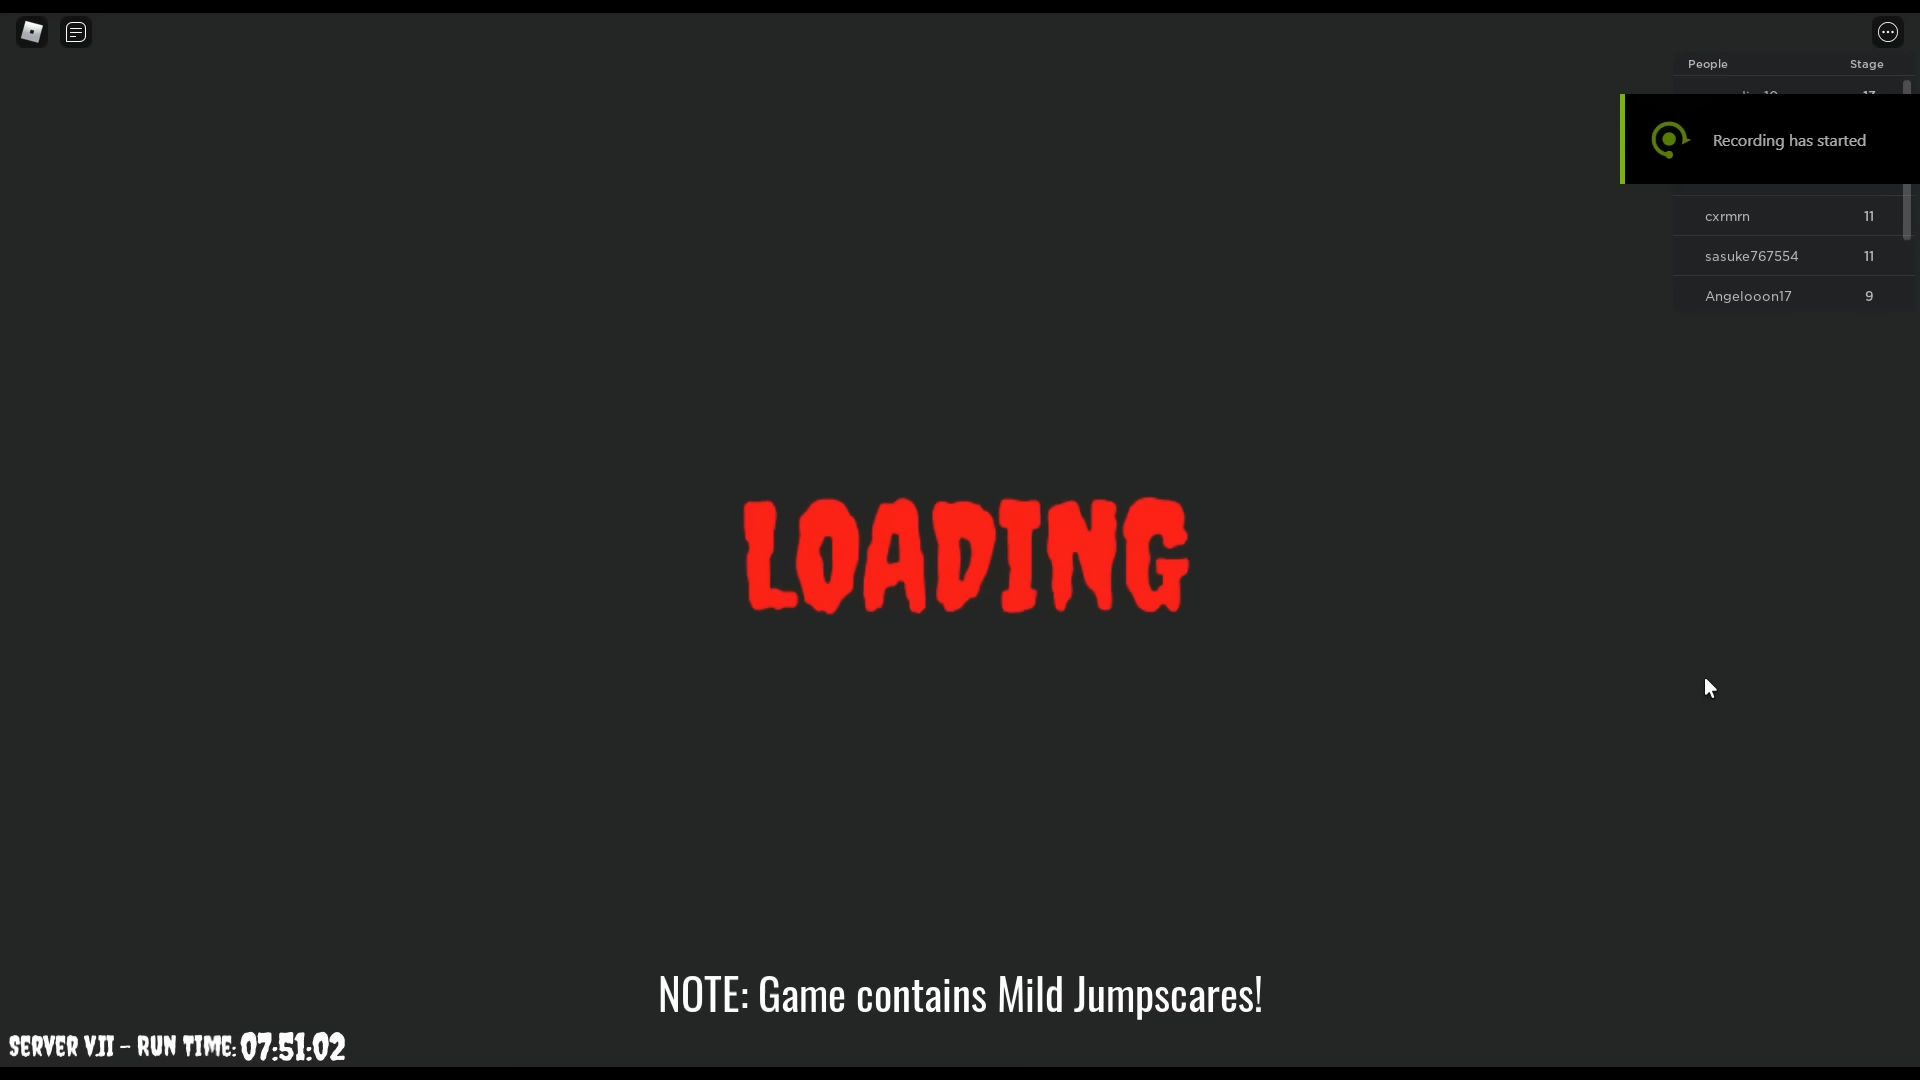 People Stage
Recording has started
cxrmrn 11
sasuke767554 11
Angelooon17 9
LOADING
NOTE: Game contains Mild Jumpscares!
SERVER V.11 - RUN TIME: 07:51:02